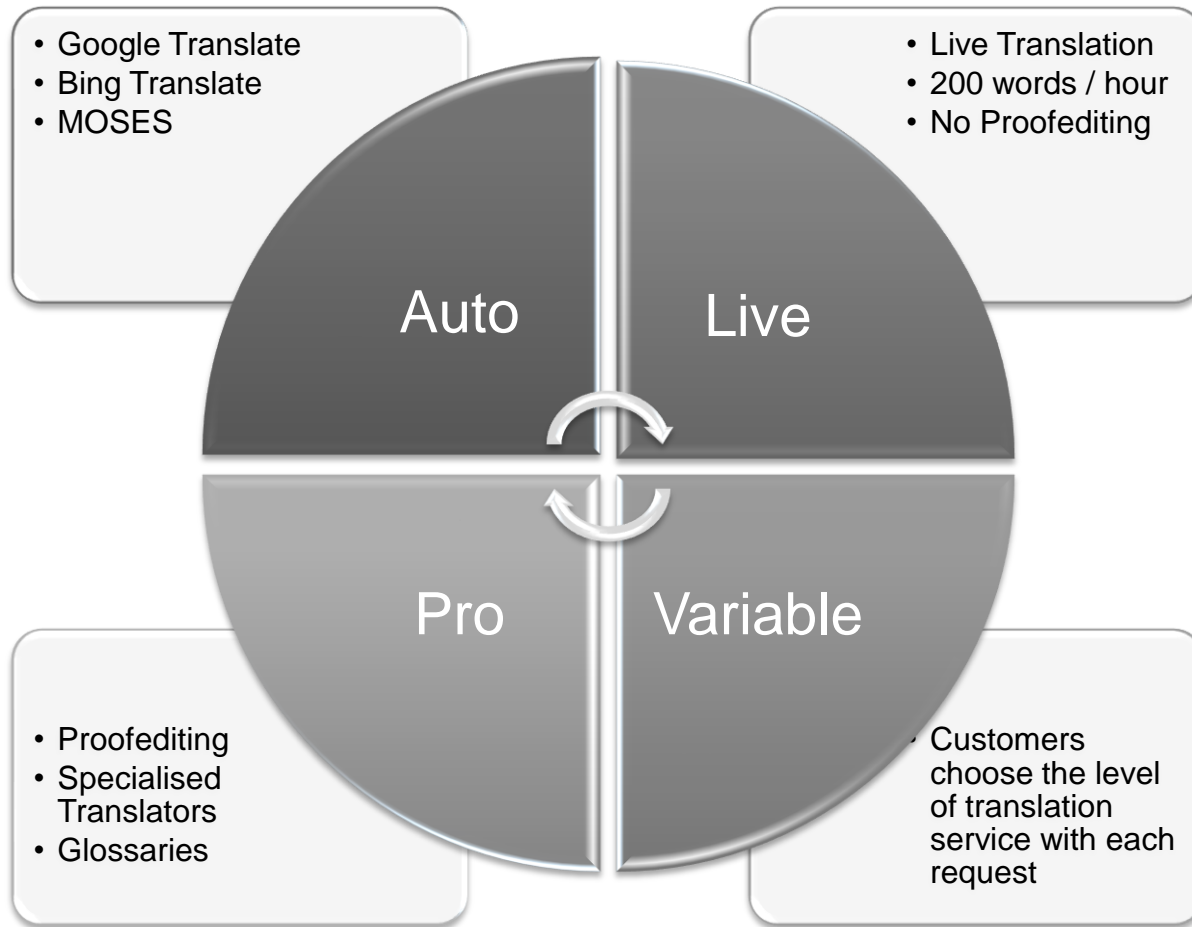 • Google Translate
• Bing Translate
• MOSES
• Live Translation
• 200 words / hour
• No Proofediting
Auto
Live
Pro
Variable
• Proofediting
• Specialised
Translators
• Glossaries
• Customers
choose the level
of translation
service with each
request